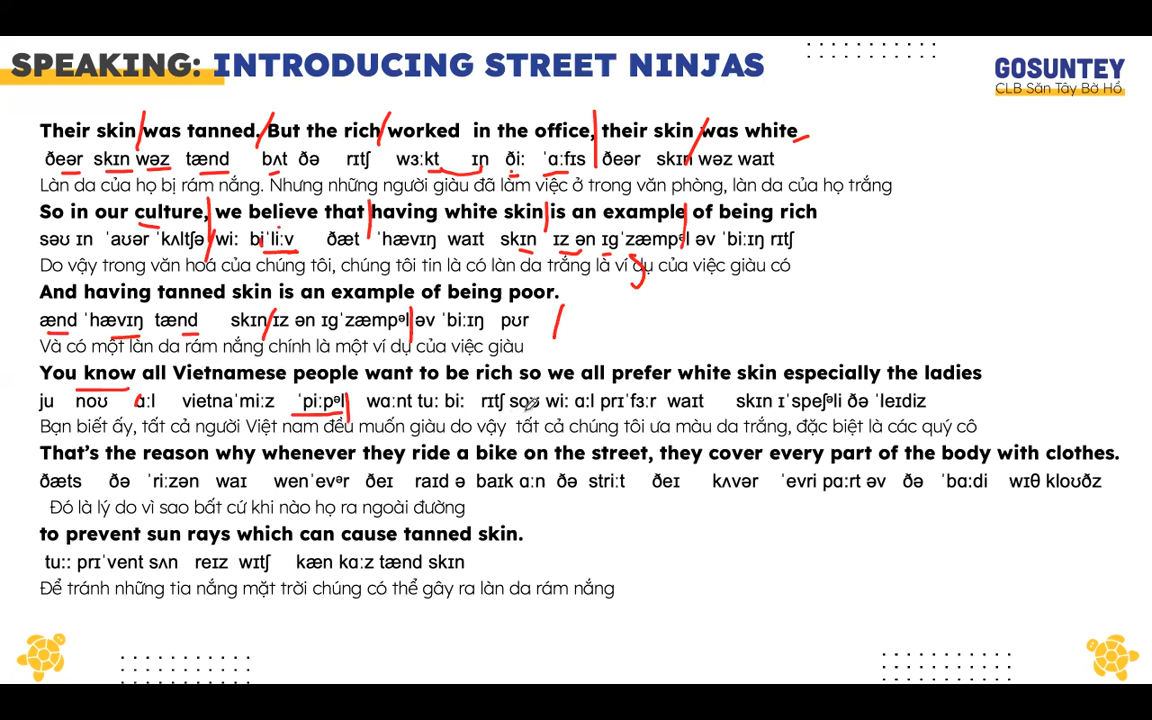 SPEAKING: INTRODUCING STREET NINJAS
GOSUNTEY
CLB Săn Tây Bờ Hồ
Their skin was tanned. But the rich worked in the office, their skin was white
ðeər skɪn wəz tænd bʌt ðə rɪtʃ wɜːkt ɪn ðiː ˈɑːfɪs ðeər skɪn wəz waɪt
Làn da của họ bị rám nắng. Nhưng những người giàu đã làm việc ở trong văn phòng, làn da của họ trắng
So in our culture, we believe that having white skin is an example of being rich
səʊ ɪn ˈaʊər ˈkʌltʃə wiː bɪˈliːv ðæt ˈhævɪŋ waɪt skɪn ɪz ən ɪgˈzæmpᵊl əv ˈbiːɪŋ rɪtʃ
Do vậy trong văn hoá của chúng tôi, chúng tôi tin là có làn da trắng là ví dụ của việc giàu có
And having tanned skin is an example of being poor.
ænd ˈhævɪŋ tænd skɪn ɪz ən ɪgˈzæmpᵊl əv ˈbiːɪŋ pʊr
Và có một làn da rám nắng chính là một ví dụ của việc giàu
You know all Vietnamese people want to be rich so we all prefer white skin especially the ladies
ju noʊ ɑːl vietnaˈmiːz ˈpiːpᵊl wɑːnt tuː biː rɪtʃ soʊ wiː ɑːl prɪˈfɜːr waɪt skɪn ɪˈspeʃᵊli ðə ˈleɪdiz
Bạn biết ấy, tất cả người Việt nam đều muốn giàu do vậy tất cả chúng tôi ưa màu da trắng, đặc biệt là các quý cô
That’s the reason why whenever they ride a bike on the street, they cover every part of the body with clothes.
ðæts ðə ˈriːzən waɪ wenˈevᵊr ðeɪ raɪd ə baɪk ɑːn ðə striːt ðeɪ kʌvər ˈevri pɑːrt əv ðə ˈbɑːdi wɪθ kloʊðz
Đó là lý do vì sao bất cứ khi nào họ ra ngoài đường
to prevent sun rays which can cause tanned skin.
tuːː prɪˈvent sʌn reɪz wɪtʃ kæn kɑːz tænd skɪn
Để tránh những tia nắng mặt trời chúng có thể gây ra làn da rám nắng